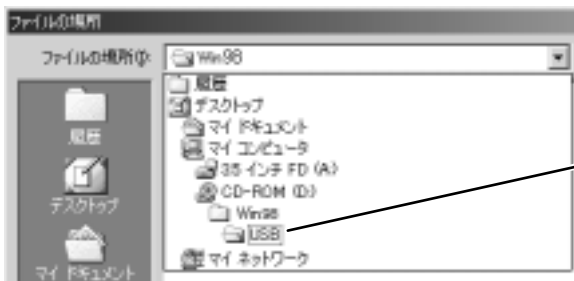 ファイルの場所
ファイルの場所(I):
Win98
履歴
デスクトップ
マイ ドキュメント
マイ コンピュータ
3.5 インチ FD (A:)
CD-ROM (D:)
Win98
USB
マイ ネットワーク
履歴
デスクトップ
マイ ドキュメント